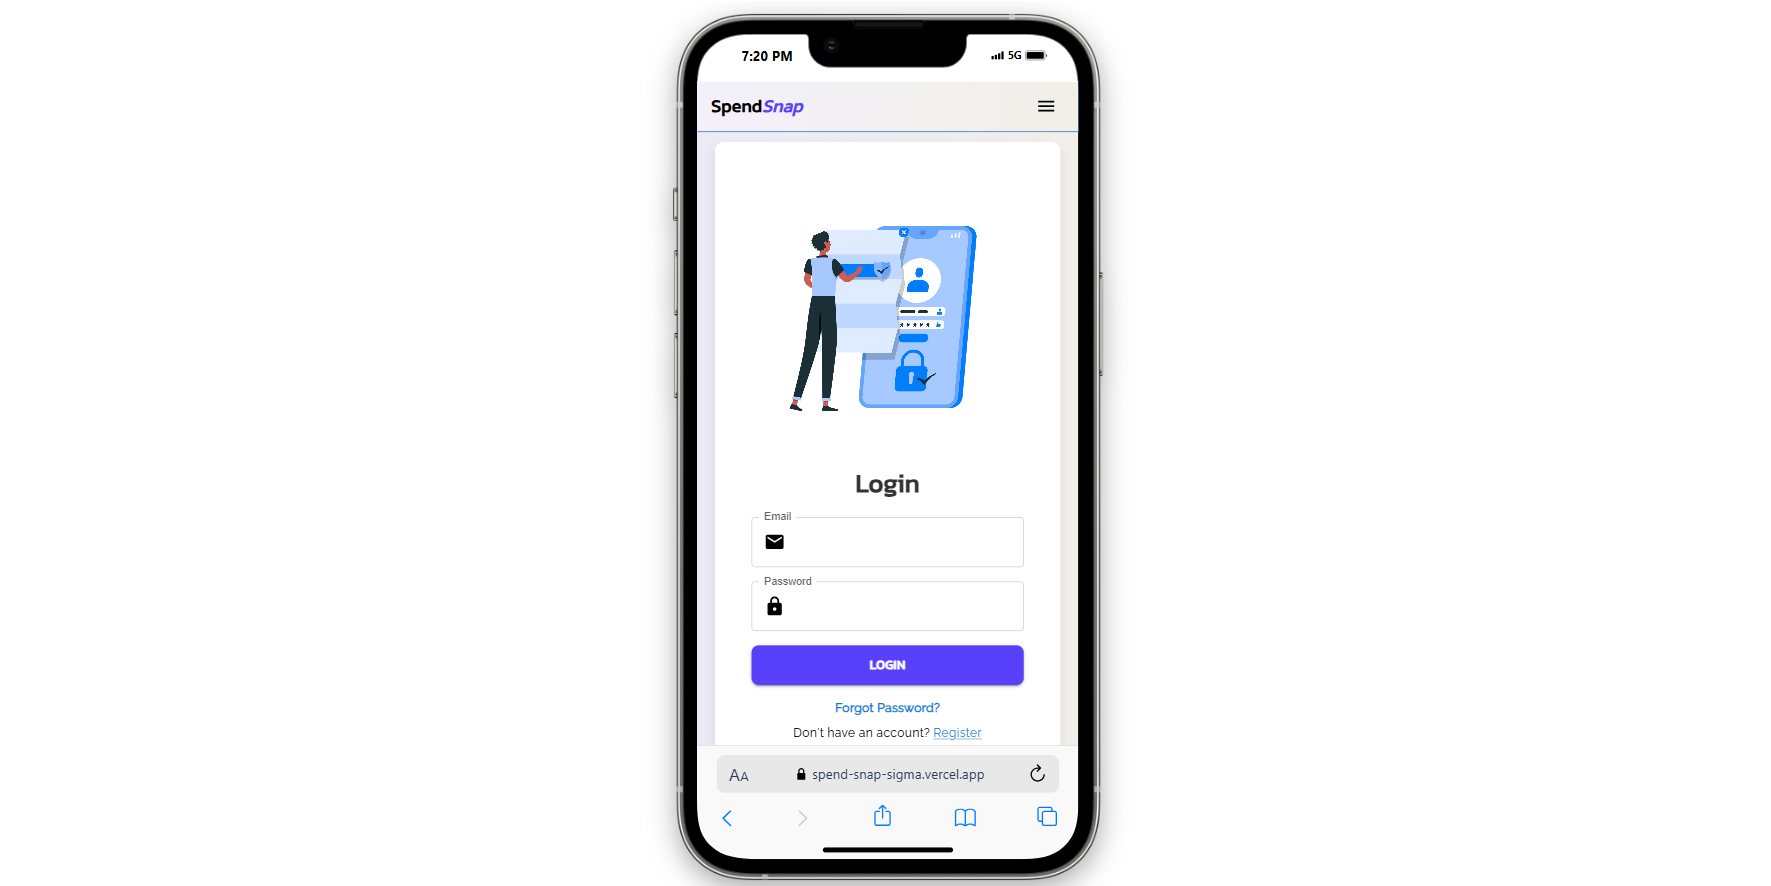 7:20 PM
5G
SpendSnap
Login
Email
Password
LOGIN
Forgot Password?
Don't have an account? Register
AA
spend-snap-sigma.vercel.app